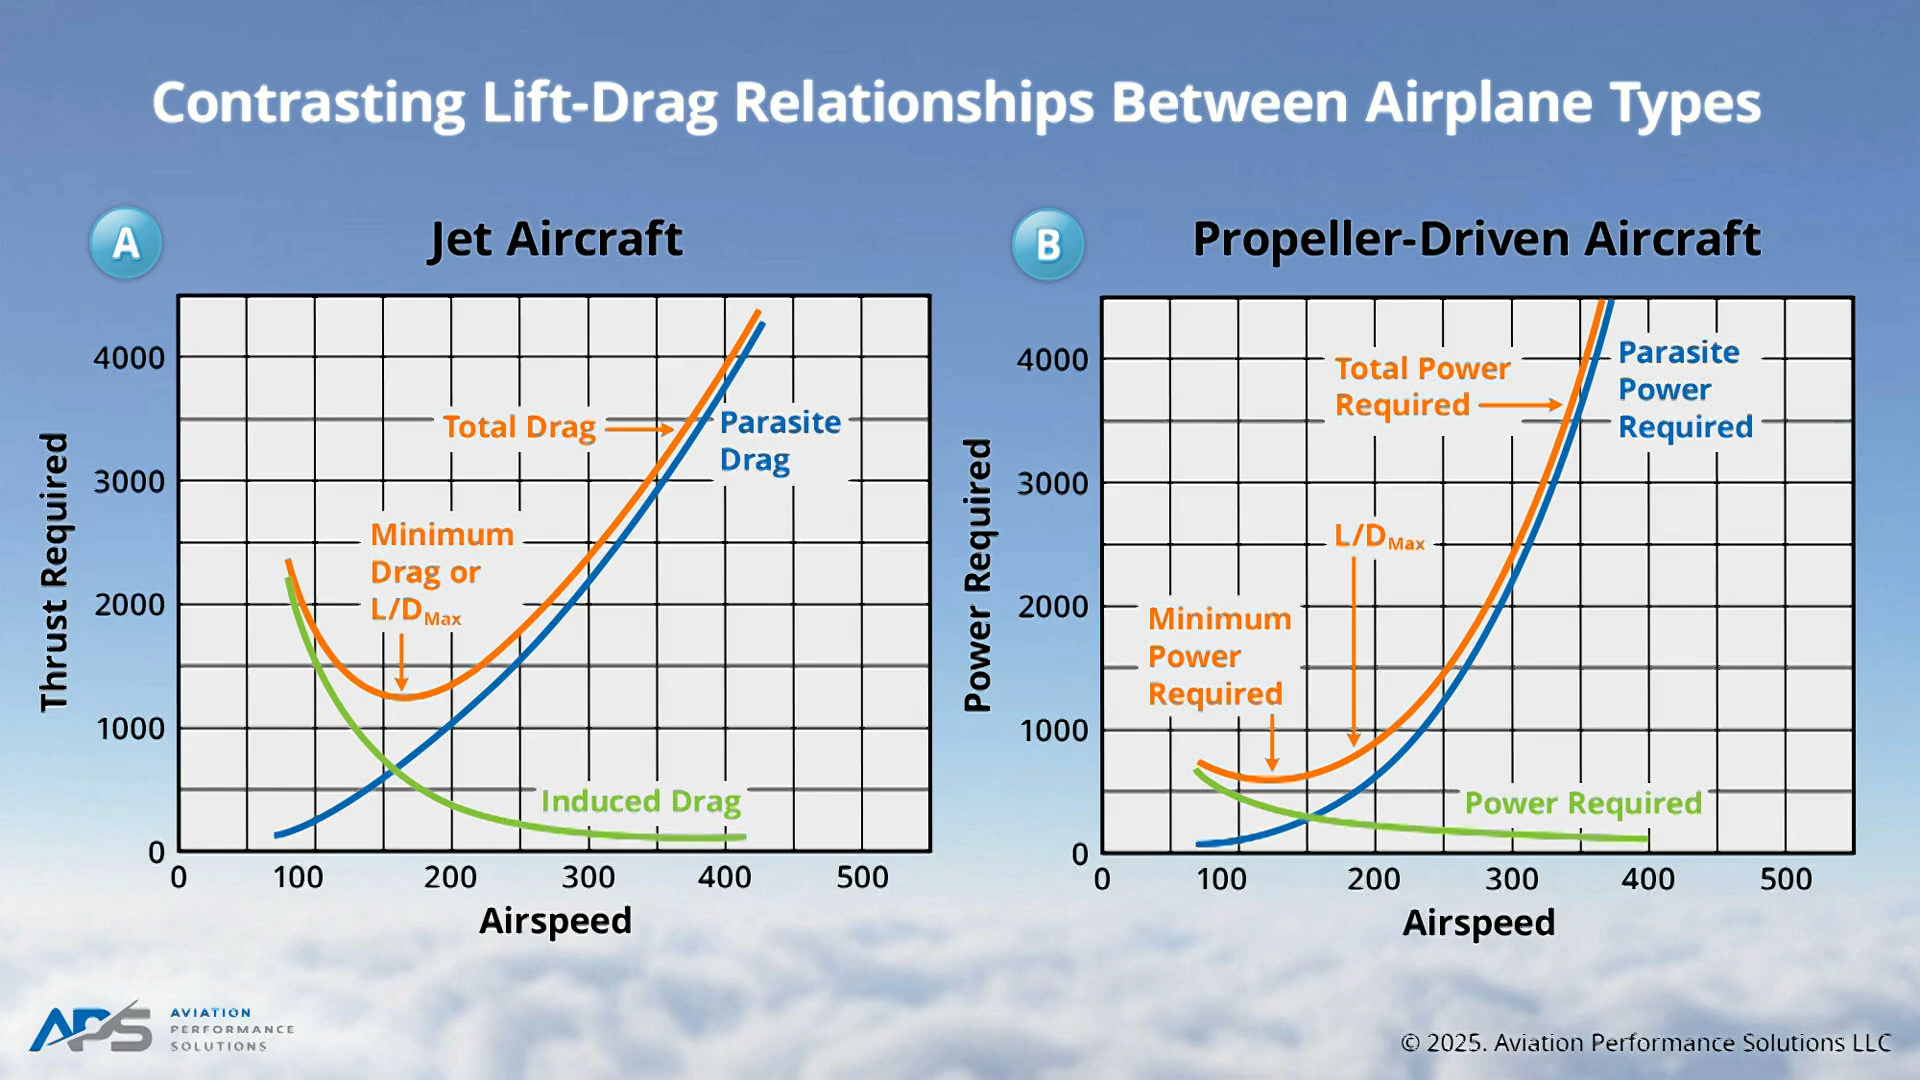 Contrasting Lift-Drag Relationships Between Airplane Types
A
Jet Aircraft
Thrust Required
4000
3000
2000
1000
0
0 100 200 300 400 500
Airspeed
Total Drag
Parasite
Drag
Minimum
Drag or
L/DMax
Induced Drag
B
Propeller-Driven Aircraft
Power Required
4000
3000
2000
1000
0
0 100 200 300 400 500
Airspeed
Total Power
Required
Parasite
Power
Required
L/DMax
Minimum
Power
Required
Power Required
APS
AVIATION
PERFORMANCE
SOLUTIONS
© 2025. Aviation Performance Solutions LLC